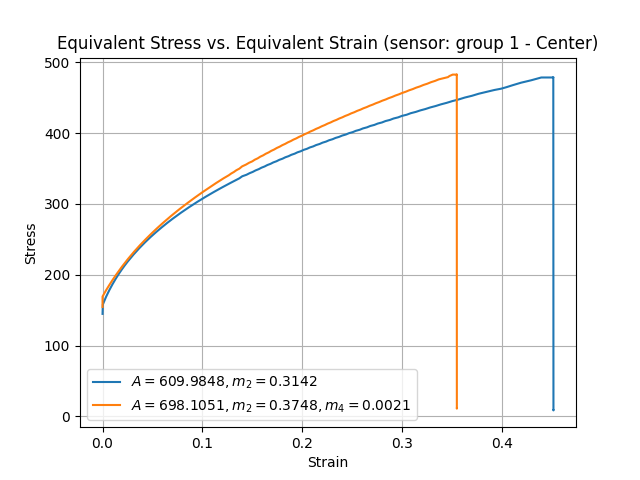 Equivalent Stress vs. Equivalent Strain (sensor: group 1 - Center)
500
400
300
200
100
0
Stress
A = 609.9848, m₂ = 0.3142
A = 698.1051, m₂ = 0.3748, m₄ = 0.0021
0.0 0.1 0.2 0.3 0.4
Strain